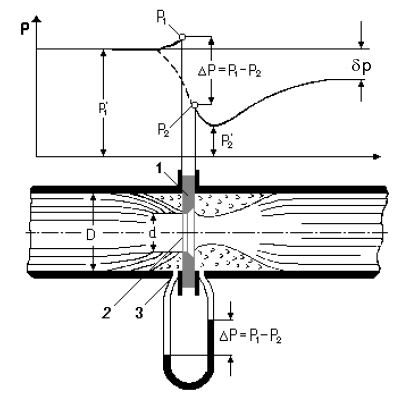 P
P₁
ΔP=P₁-P₂
δp
P₁'
P₂
P₂'
1
D
d
2
3
ΔP=P₁-P₂